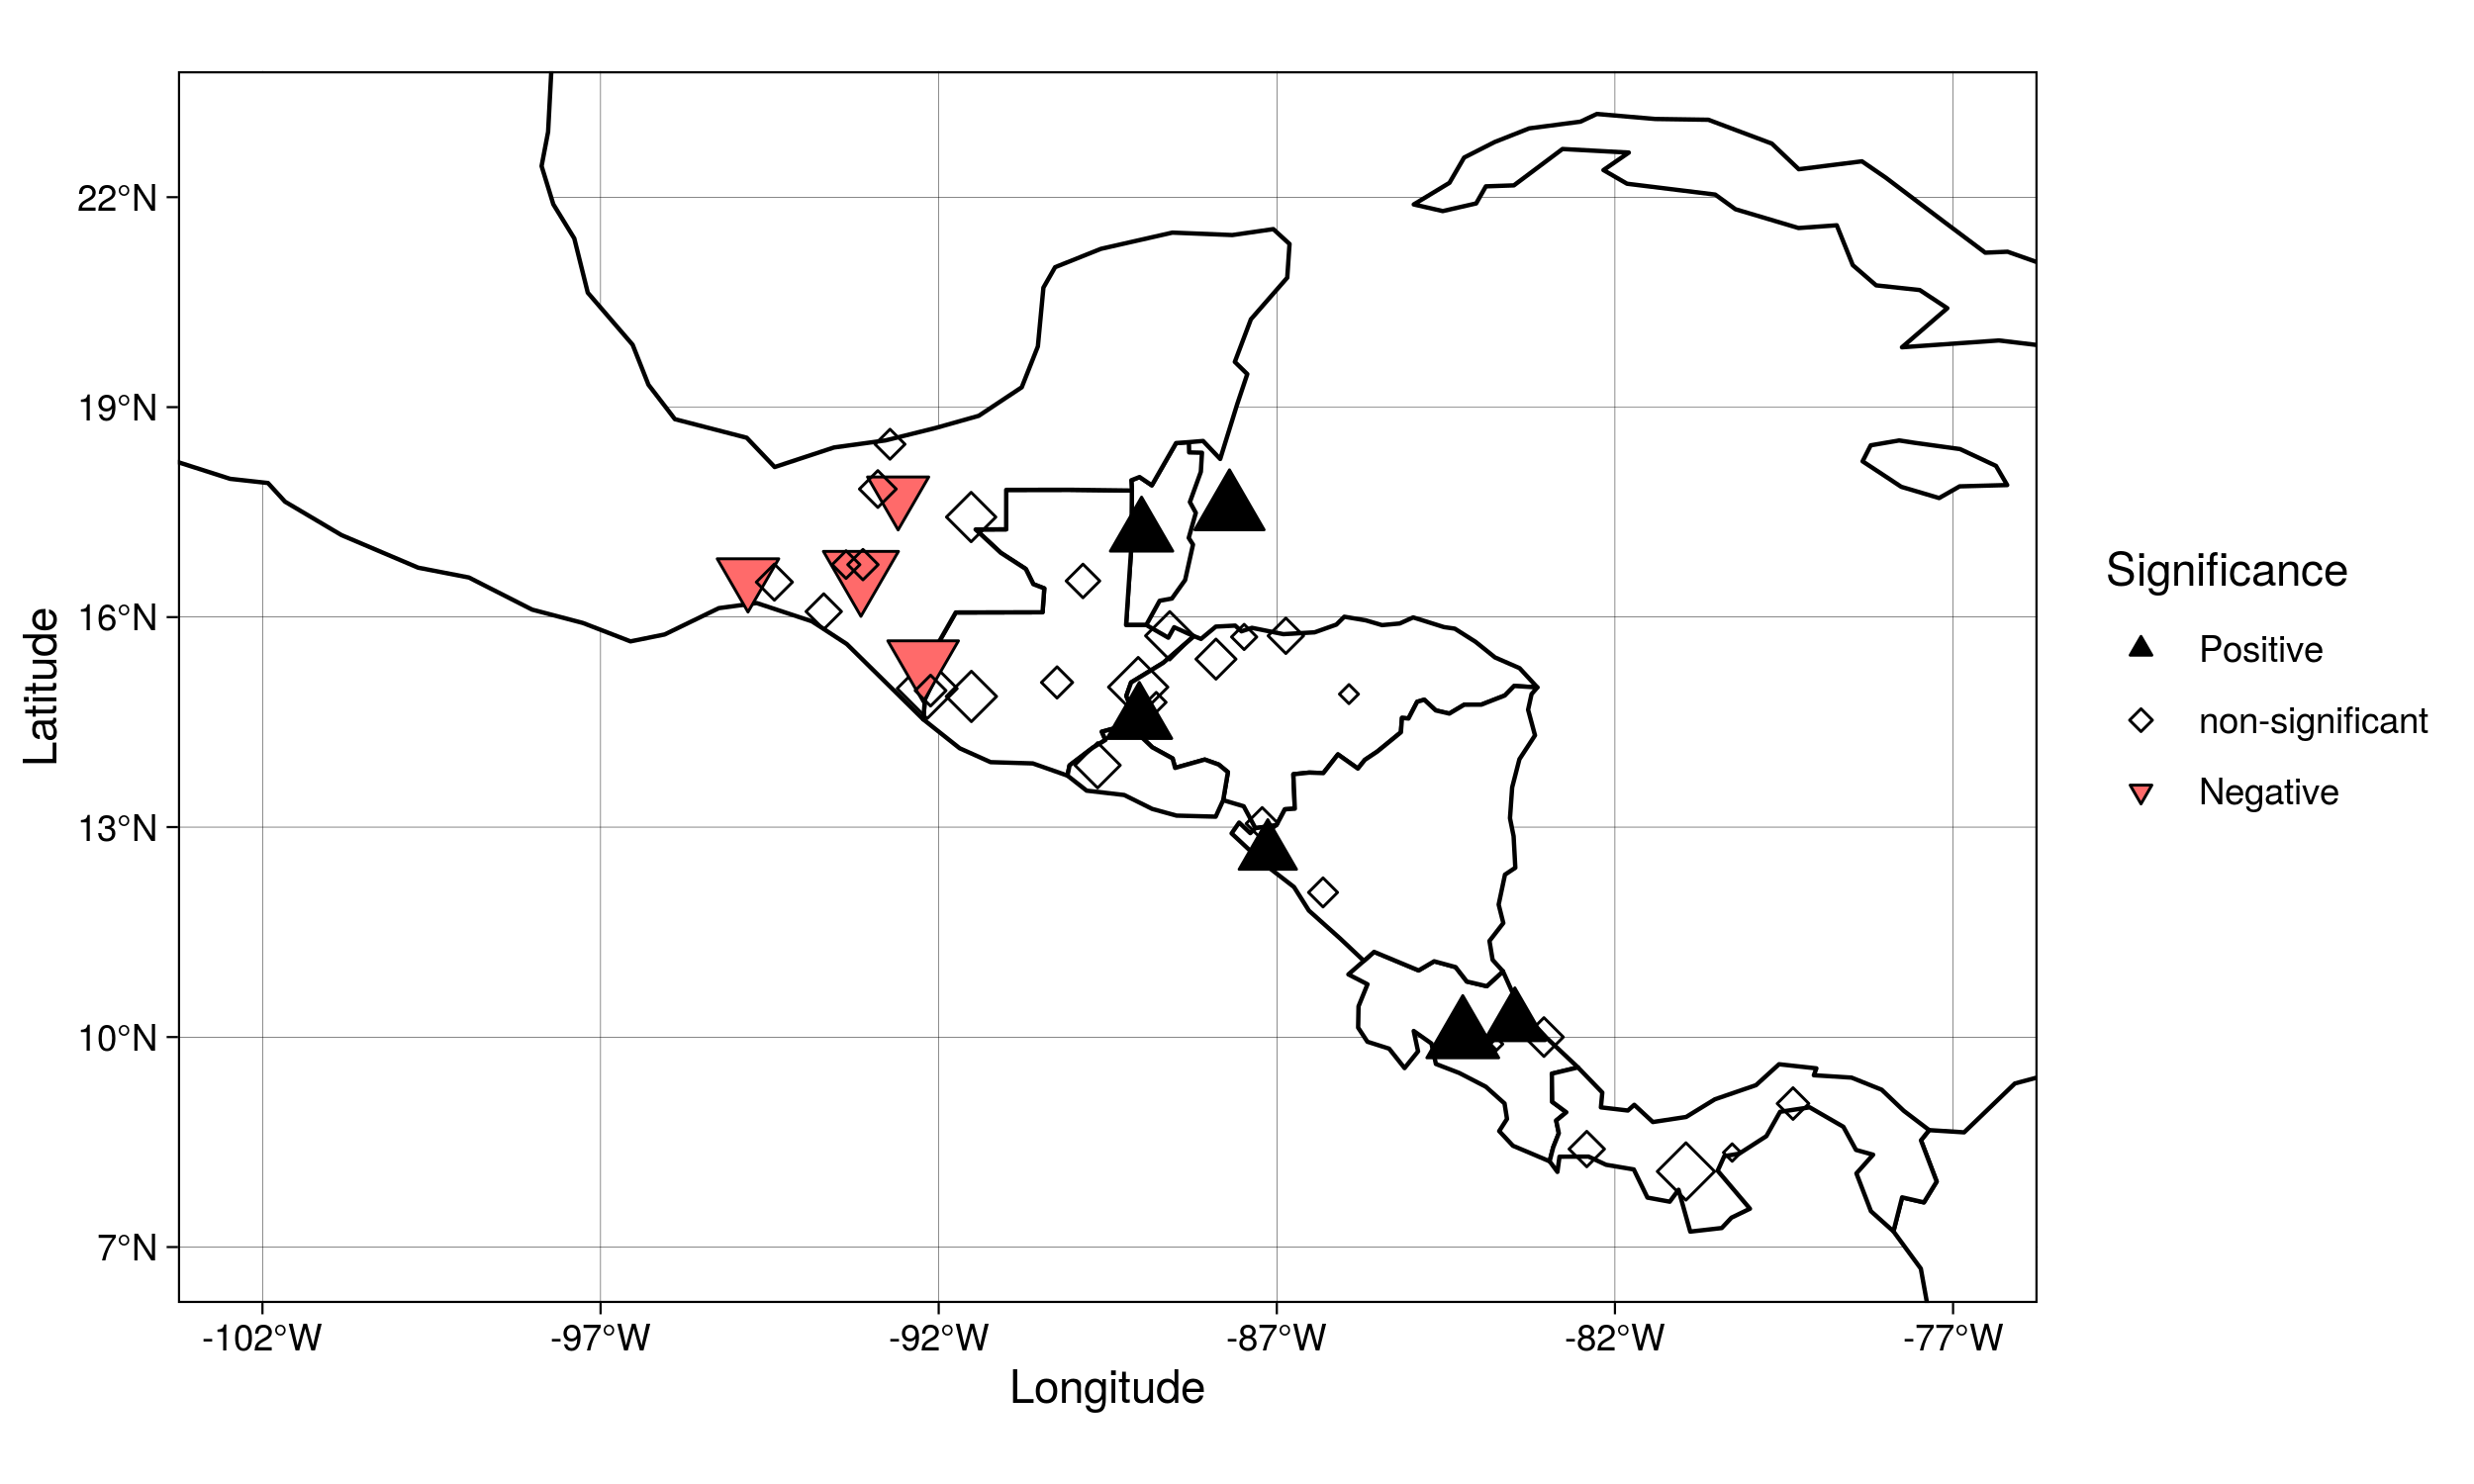 22°N
19°N
16°N
13°N
10°N
7°N
Latitude
-102°W
-97°W
-92°W
-87°W
-82°W
-77°W
Longitude
Significance
Positive
non-significant
Negative